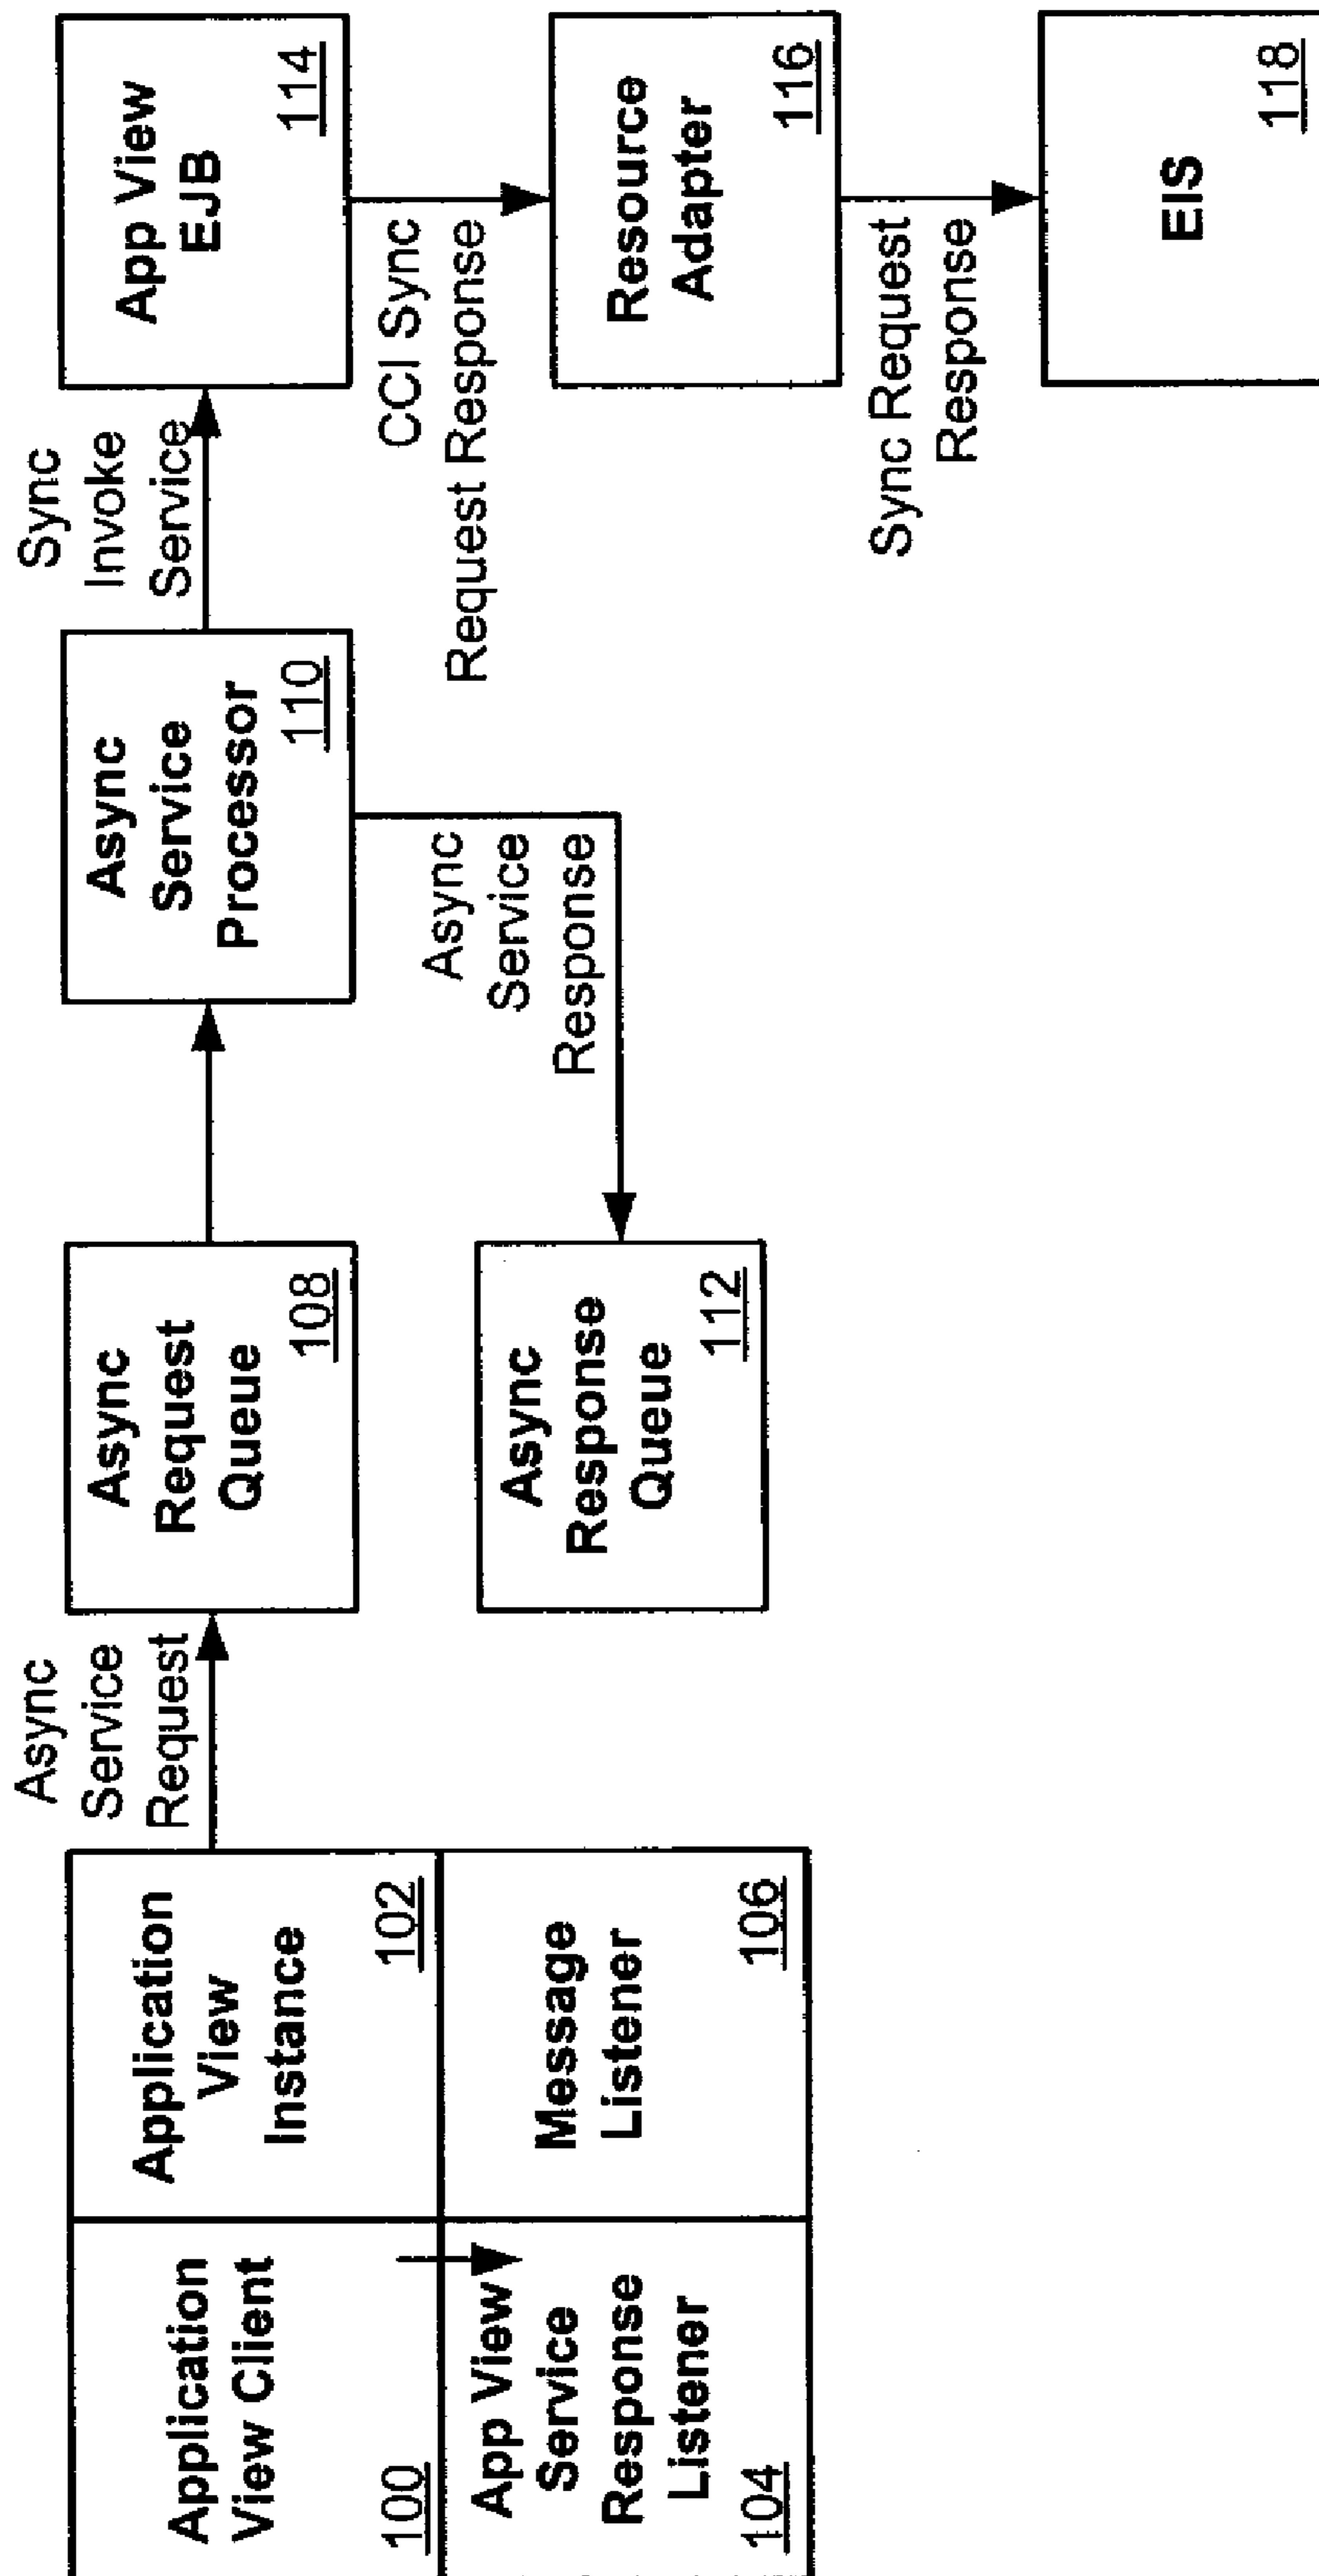 Application
View Client
100
Application
View
Instance
102
App View
Service
Response
Listener
104
Message
Listener
106
Async
Service
Request
Async
Request
Queue
108
Async
Response
Queue
112
Async
Service
Processor
110
Async
Service
Response
Sync
Invoke
Service
App View
EJB
114
CCI Sync
Request Response
Resource
Adapter
116
Sync Request
Response
EIS
118